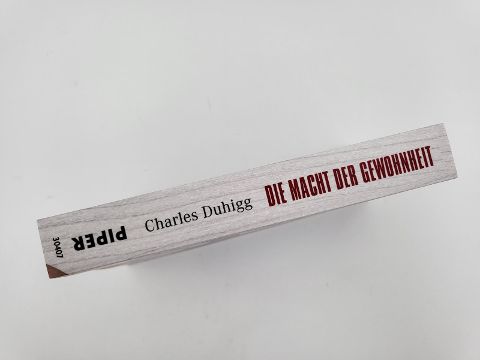 DIE MACHT DER GEWOHNHEIT
Charles Duhigg
PIPER
30407